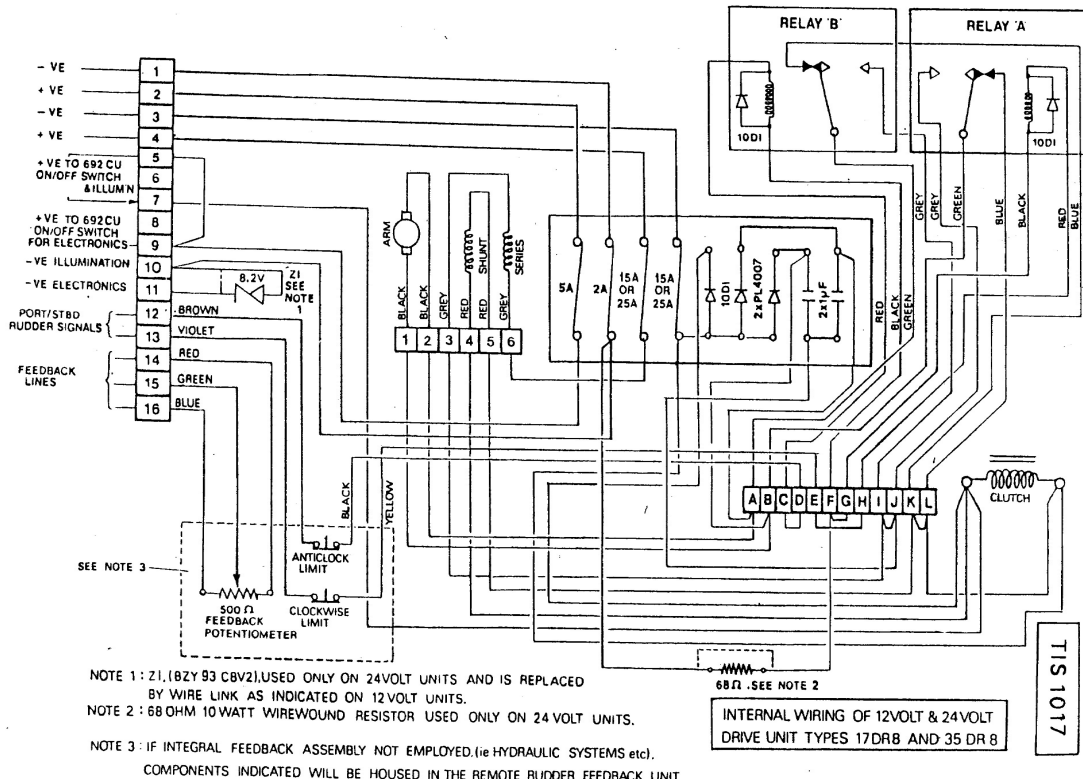 RELAY 'B'
RELAY 'A'
10DI
10DI
- VE
+ VE
- VE
+ VE
+ VE TO 692 CU
ON/OFF SWITCH
& ILLUM'N
+VE TO 692CU
ON/OFF SWITCH
FOR ELECTRONICS
-VE ILLUMINATION
-VE ELECTRONICS
PORT/STBD
RUDDER SIGNALS
FEEDBACK
LINES
1
2
3
4
5
6
7
8
9
10
11
12
13
14
15
16
8.2V
Z1
SEE
NOTE
1
BROWN
VIOLET
RED
GREEN
BLUE
ARM
SHUNT
SERIES
BLACK
BLACK
GREY
RED
RED
GREY
1 2 3 4 5 6
5A
2A
15A
OR
25A
15A
OR
25A
10DI
2xPL4007
2x1µF
RED
BLACK
GREEN
GREY
GREY
GREEN
BLUE
BLACK
RED
BLUE
A B C D E F G H I J K L
CLUTCH
BLACK
YELLOW
SEE NOTE 3
ANTICLOCK
LIMIT
CLOCKWISE
LIMIT
500 Ω
FEEDBACK
POTENTIOMETER
68Ω .SEE NOTE 2
NOTE 1 : Z1,(BZY 93 C8V2),USED ONLY ON 24VOLT UNITS AND IS REPLACED
BY WIRE LINK AS INDICATED ON 12 VOLT UNITS.
NOTE 2 : 68 OHM 10 WATT WIREWOUND RESISTOR USED ONLY ON 24 VOLT UNITS.
NOTE 3 : IF INTEGRAL FEEDBACK ASSEMBLY NOT EMPLOYED.(ie HYDRAULIC SYSTEMS etc).
COMPONENTS INDICATED WILL BE HOUSED IN THE REMOTE RUDDER FEEDBACK UNIT
INTERNAL WIRING OF 12VOLT & 24VOLT
DRIVE UNIT TYPES 17DR8 AND 35 DR 8
TIS 1017